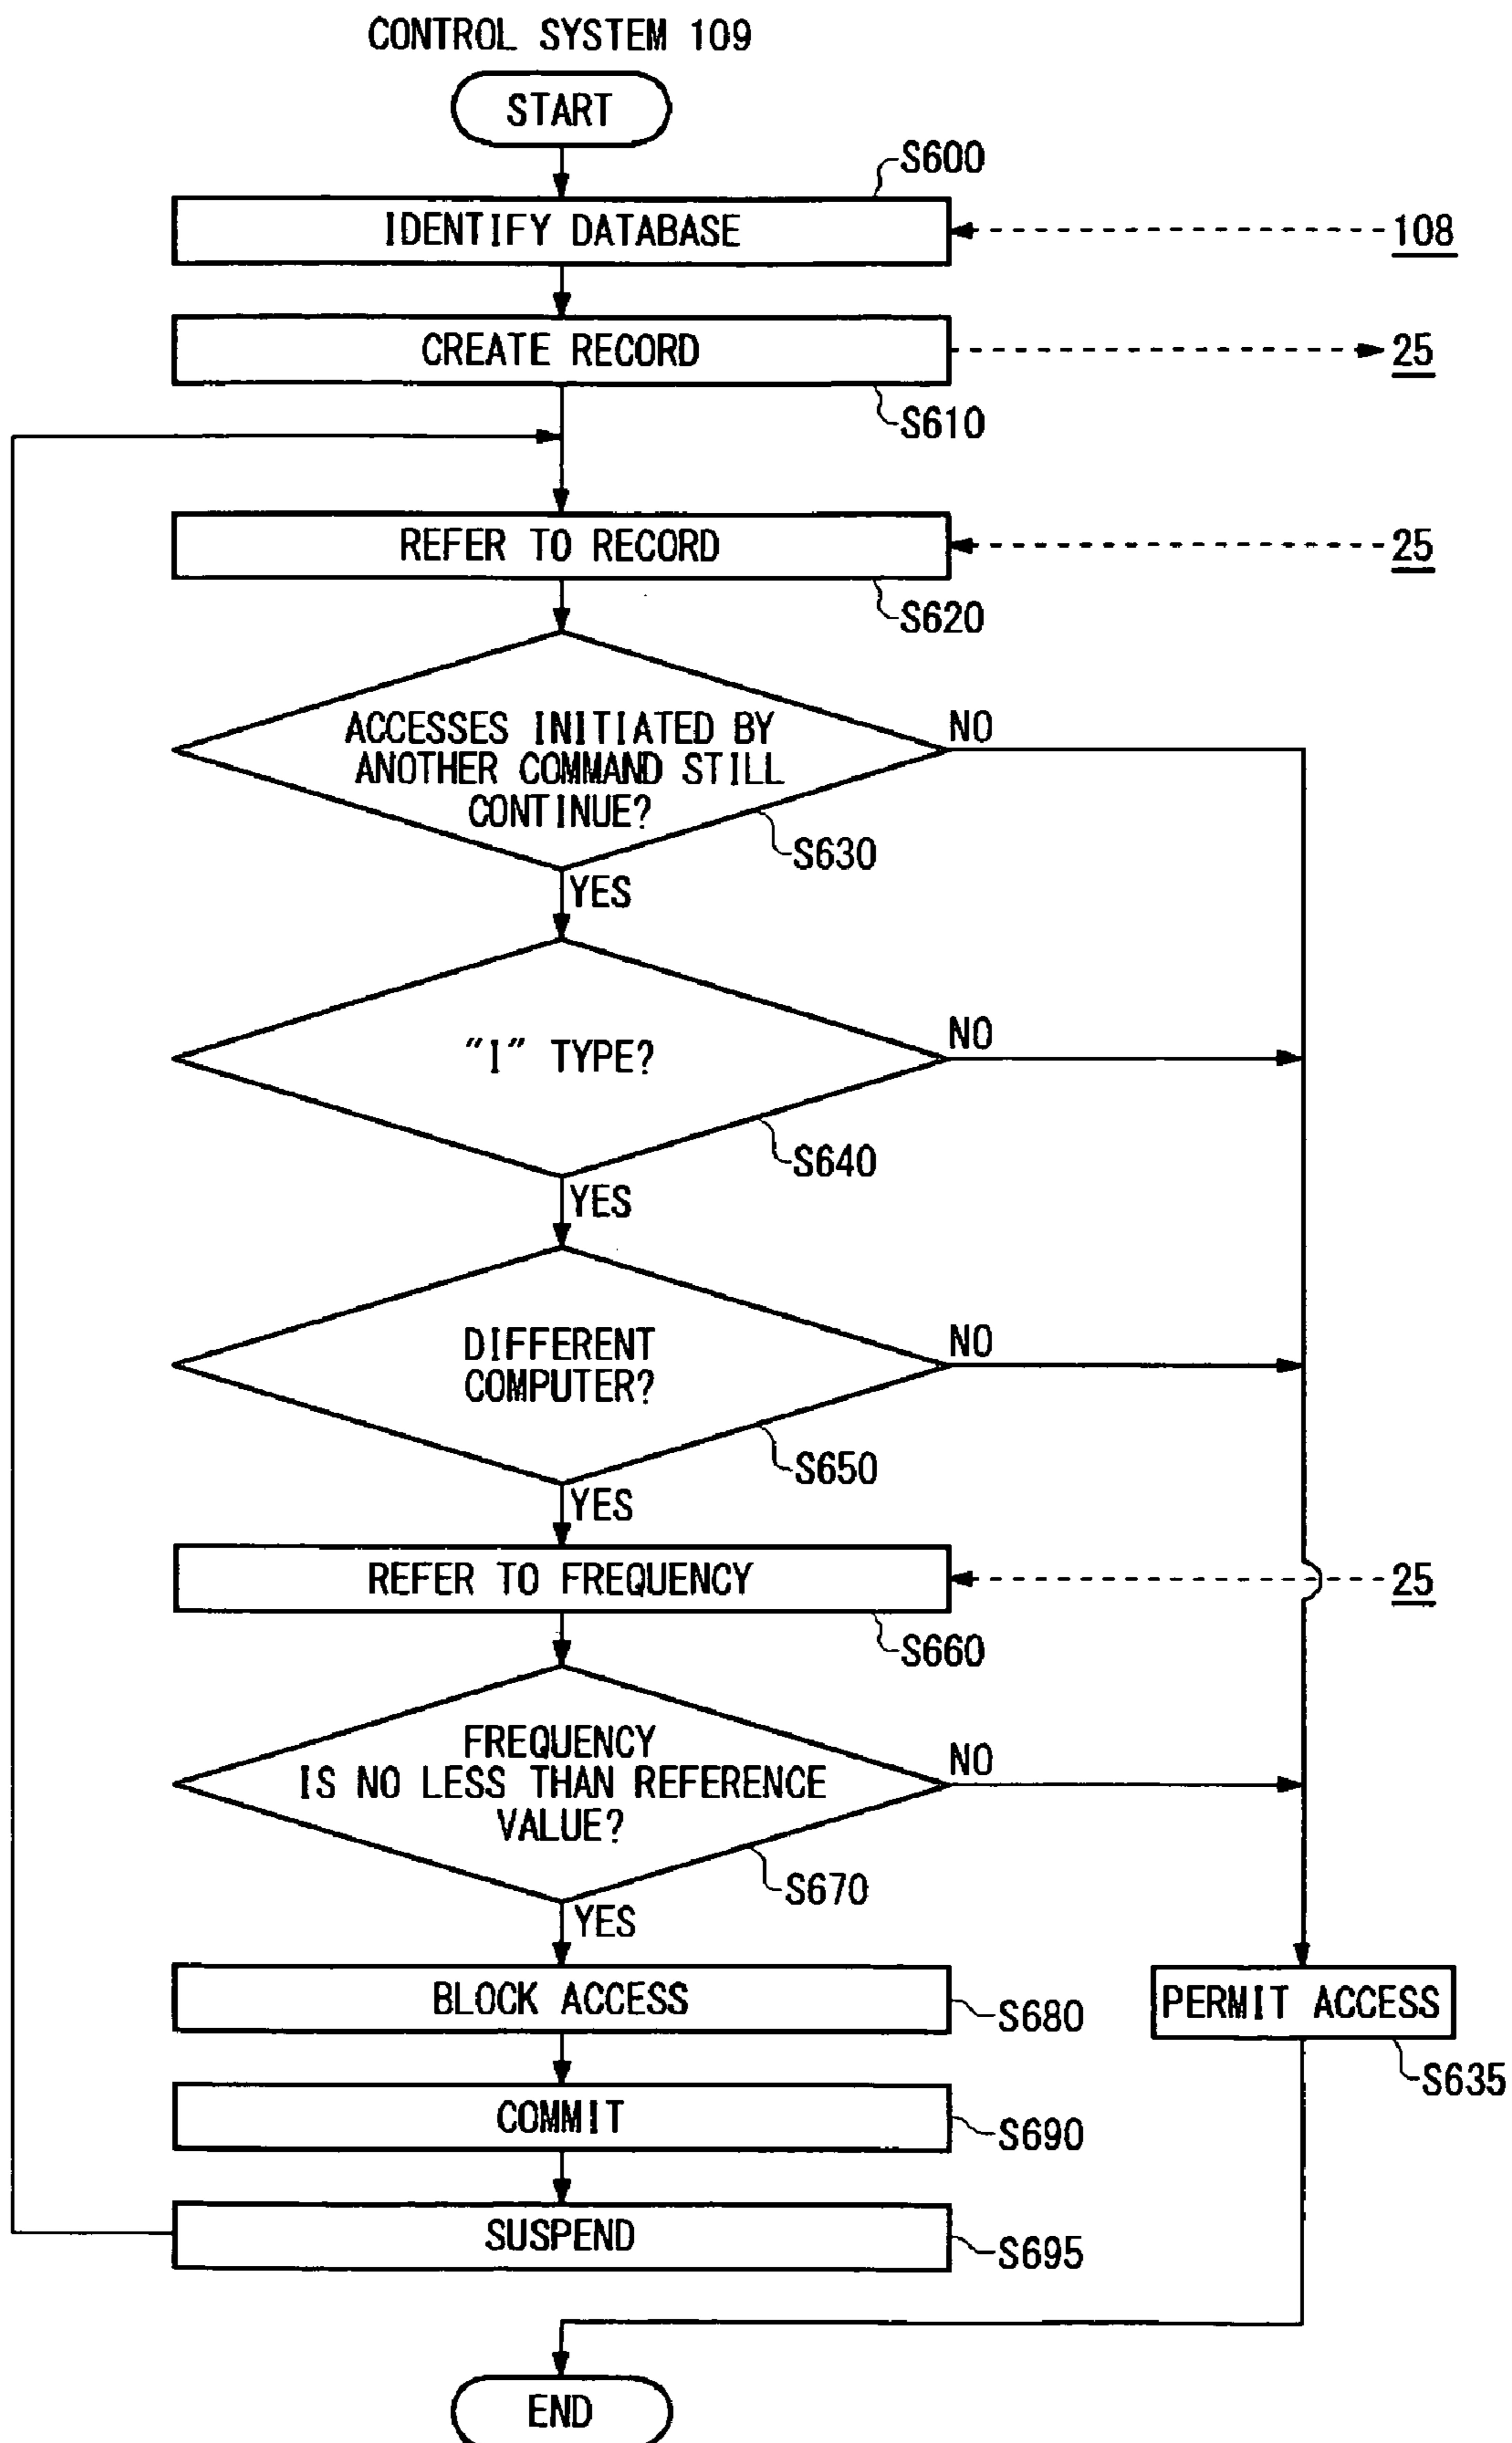 CONTROL SYSTEM 109
START
S600
IDENTIFY DATABASE
108
CREATE RECORD
25
S610
REFER TO RECORD
25
S620
ACCESSES INITIATED BY
ANOTHER COMMAND STILL
CONTINUE?
NO
S630
YES
"I" TYPE?
NO
S640
YES
DIFFERENT
COMPUTER?
NO
S650
YES
REFER TO FREQUENCY
25
S660
FREQUENCY
IS NO LESS THAN REFERENCE
VALUE?
NO
S670
YES
BLOCK ACCESS
S680
PERMIT ACCESS
S635
COMMIT
S690
SUSPEND
S695
END